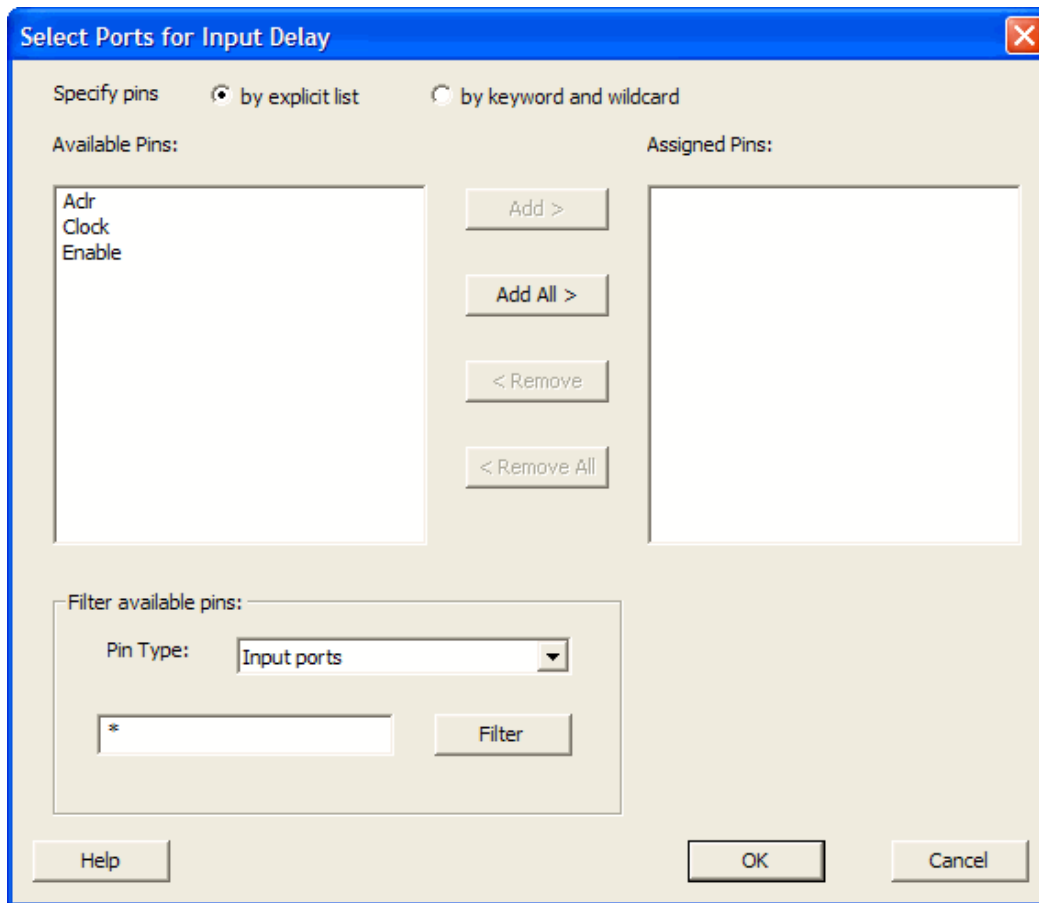 Select Ports for Input Delay
Specify pins by explicit list by keyword and wildcard
Available Pins: Assigned Pins:
Aclr
Clock
Enable
Add >
Add All >
< Remove
< Remove All
Filter available pins:
Pin Type: Input ports
* Filter
Help OK Cancel